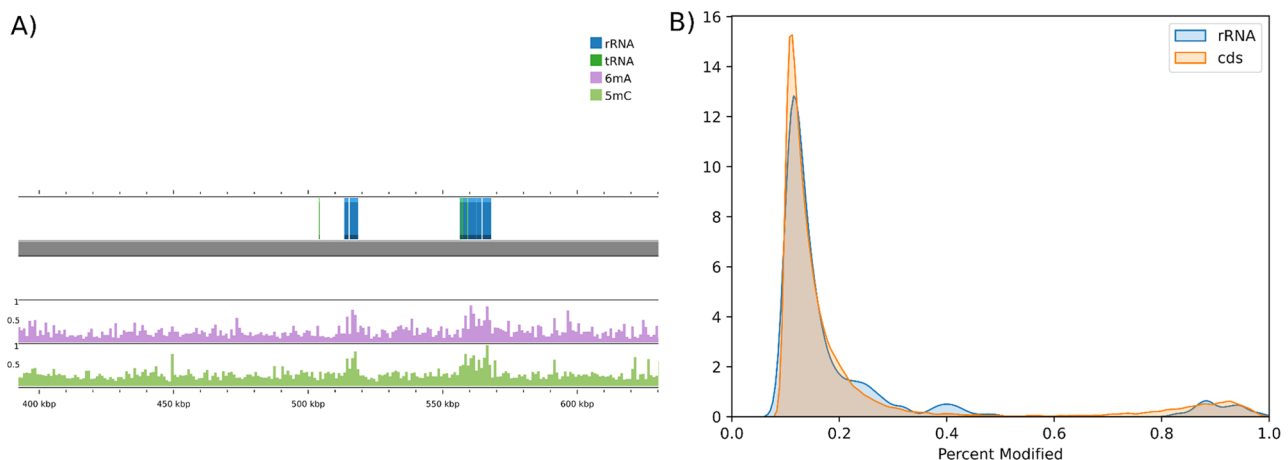 A)
rRNA
tRNA
6mA
5mC
1
0.5
1
0.5
400 kbp
450 kbp
500 kbp
550 kbp
600 kbp
B)
16
14
12
10
8
6
4
2
0
rRNA
cds
0.0
0.2
0.4
0.6
0.8
1.0
Percent Modified